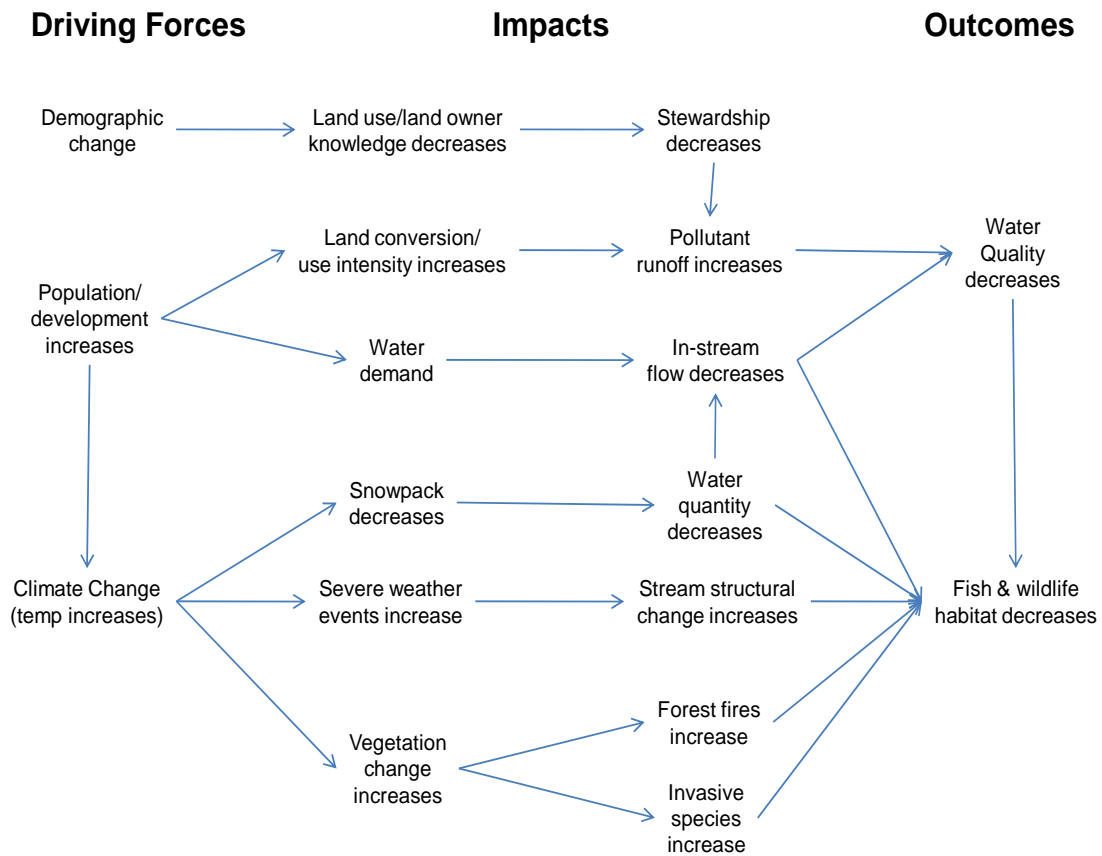 Driving Forces
Impacts
Outcomes
Demographic
change
Land use/land owner
knowledge decreases
Stewardship
decreases
Land conversion/
use intensity increases
Pollutant
runoff increases
Water
Quality
decreases
Population/
development
increases
Water
demand
In-stream
flow decreases
Snowpack
decreases
Water
quantity
decreases
Climate Change
(temp increases)
Severe weather
events increase
Stream structural
change increases
Fish & wildlife
habitat decreases
Vegetation
change
increases
Forest fires
increase
Invasive
species
increase